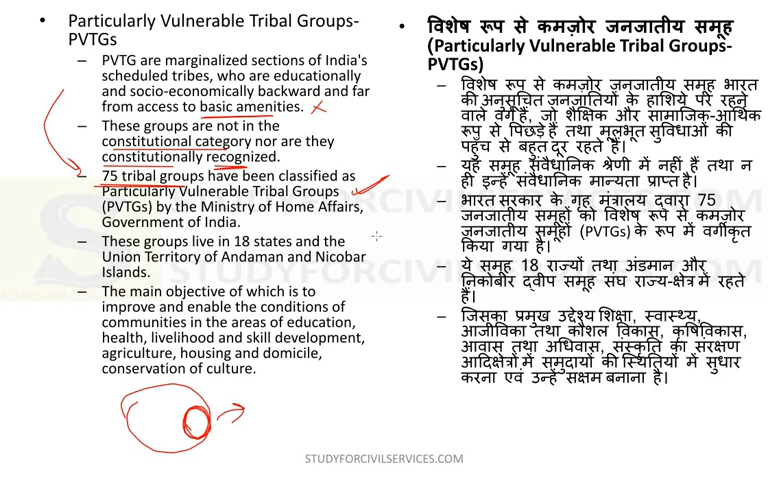 • Particularly Vulnerable Tribal Groups-
PVTGs
– PVTG are marginalized sections of India's
scheduled tribes, who are educationally
and socio-economically backward and far
from access to basic amenities.
– These groups are not in the
constitutional category nor are they
constitutionally recognized.
– 75 tribal groups have been classified as
Particularly Vulnerable Tribal Groups
(PVTGs) by the Ministry of Home Affairs,
Government of India.
– These groups live in 18 states and the
Union Territory of Andaman and Nicobar
Islands.
– The main objective of which is to
improve and enable the conditions of
communities in the areas of education,
health, livelihood and skill development,
agriculture, housing and domicile,
conservation of culture.
• विशेष रूप से कमज़ोर जनजातीय समूह
(Particularly Vulnerable Tribal Groups-
PVTGs)
– विशेष रूप से कमज़ोर जनजातीय समूह भारत
की अनुसूचित जनजातियों के हाशिये पर रहने
वाले वर्ग हैं, जो शैक्षिक और सामाजिक-आर्थिक
रूप से पिछड़े हैं तथा मूलभूत सुविधाओं की
पहुँच से बहुत दूर रहते हैं।
– यह समूह संवैधानिक श्रेणी में नहीं हैं तथा न
ही इन्हें संवैधानिक मान्यता प्राप्त है।
– भारत सरकार के गृह मंत्रालय द्वारा 75
जनजातीय समूहों को विशेष रूप से कमज़ोर
जनजातीय समूहों (PVTGs) के रूप में वर्गीकृत
किया गया है।
– ये समूह 18 राज्यों तथा अंडमान और
निकोबार द्वीप समूह संघ राज्य-क्षेत्र में रहते
हैं।
– जिसका प्रमुख उद्देश्य शिक्षा, स्वास्थ्य,
आजीविका तथा कौशल विकास, कृषि विकास,
आवास तथा अधिवास, संस्कृति का संरक्षण
आदि क्षेत्रों में समुदायों की स्थितियों में सुधार
करना एवं उन्हें सक्षम बनाना है।
STUDYFORCIVILSERVICES.COM